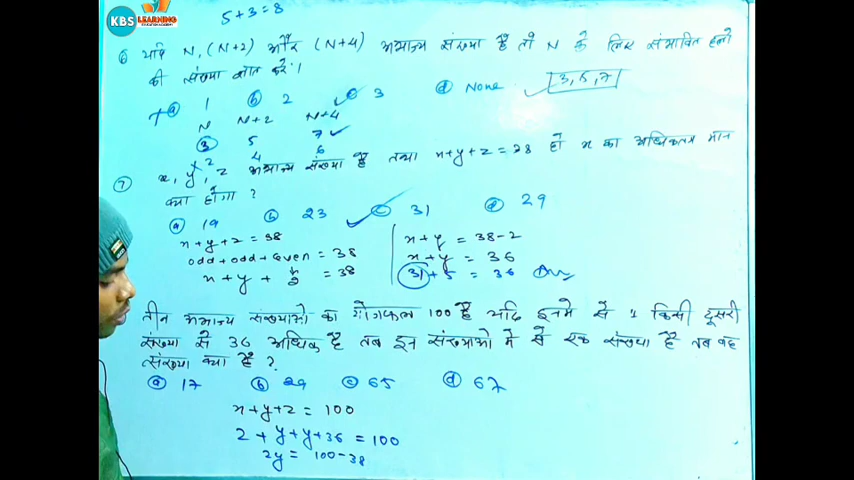 KBS LEARNING
5+3=8
⑥ यदि N, (N+2) और (N+4) अभाज्य संख्या है तो N के लिए संभावित हलो
की संख्या ज्ञात करे।
ⓐ 1 ⓑ 2 ⓒ 3 ⓓ None 3, 5, 7
N N+2 N+4
③ 5 7 ✓
2 4 6
⑦ x, y, z अभाज्य संख्या है तथा x+y+z=38 हो x का अधिकतम मान
क्या होगा ?
ⓐ 19 ⓑ 23 ⓒ 31 ⓓ 29
x+y+z=38
odd+odd+even = 38
x+y+ = 38
x+y = 38-2
x+y = 36
31+5 = 36 Ans
तीन अभाज्य संख्याओ का योगफल 100 है यदि इनमे से 1 किसी दूसरी
संख्या से 36 अधिक है तब इन संख्याओ मे से एक संख्या है तब वह
संख्या क्या है ?
ⓐ 17 ⓑ 29 ⓒ 65 ⓓ 67
x+y+z = 100
2+y+y+36 = 100
2y = 100-38